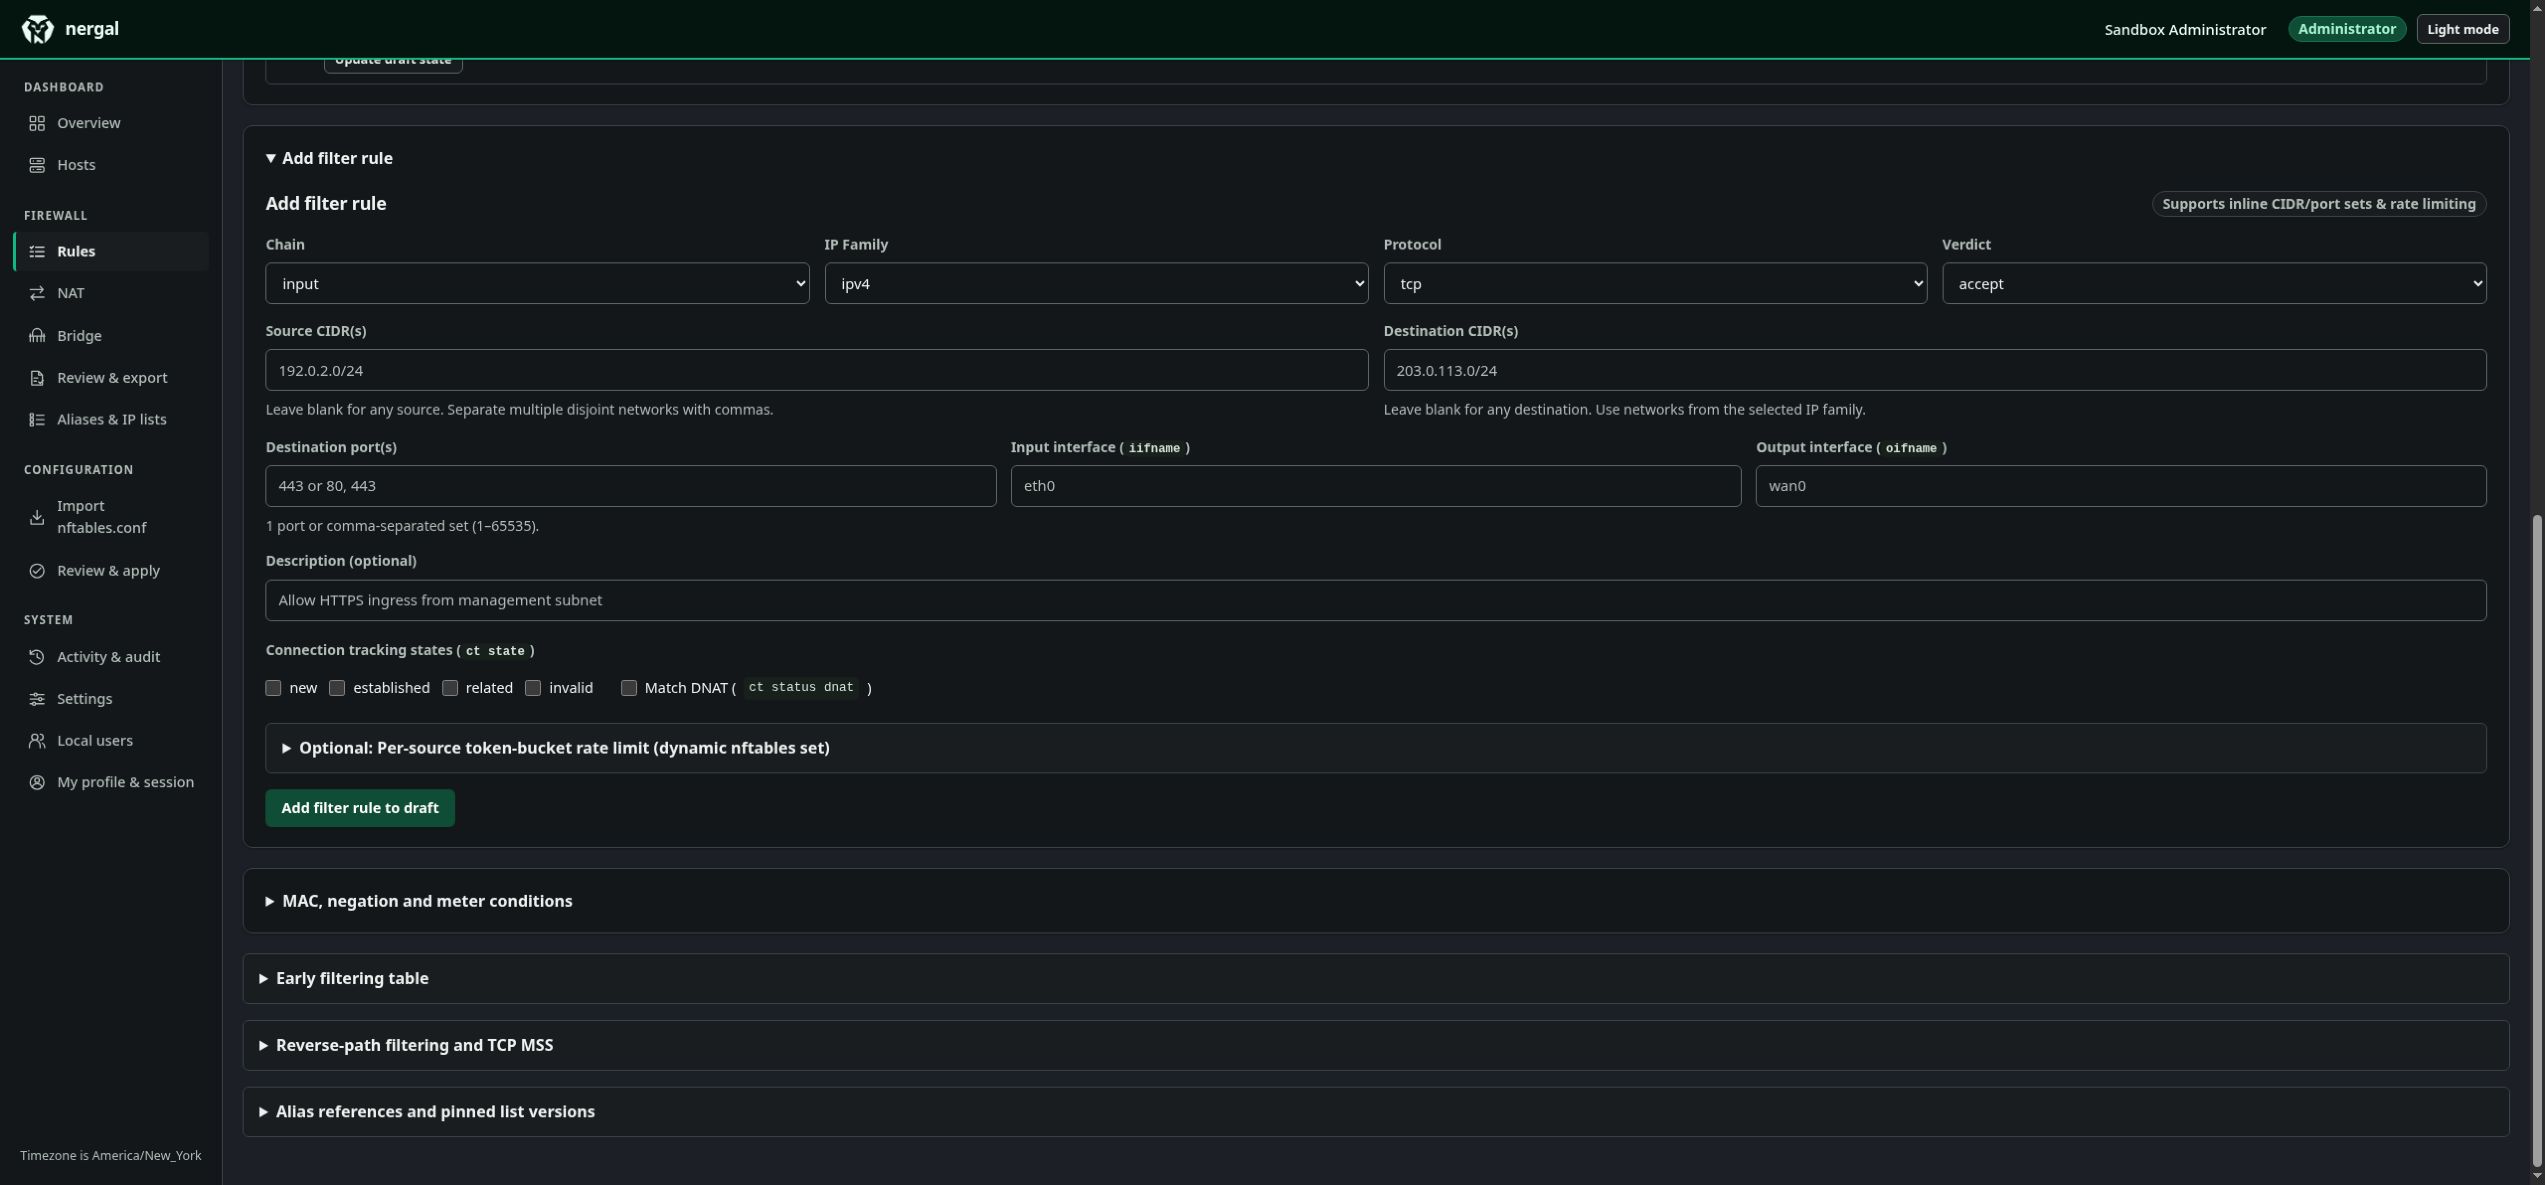 nergal
Sandbox Administrator
Administrator
Light mode
DASHBOARD
Overview
Hosts
FIREWALL
Rules
NAT
Bridge
Review & export
Aliases & IP lists
CONFIGURATION
Import
nftables.conf
Review & apply
SYSTEM
Activity & audit
Settings
Local users
My profile & session
Timezone is America/New_York
Update draft state
Add filter rule
Add filter rule
Supports inline CIDR/port sets & rate limiting
Chain
IP Family
Protocol
Verdict
input
ipv4
tcp
accept
Source CIDR(s)
Destination CIDR(s)
192.0.2.0/24
203.0.113.0/24
Leave blank for any source. Separate multiple disjoint networks with commas.
Leave blank for any destination. Use networks from the selected IP family.
Destination port(s)
Input interface ( iifname )
Output interface ( oifname )
443 or 80, 443
eth0
wan0
1 port or comma-separated set (1–65535).
Description (optional)
Allow HTTPS ingress from management subnet
Connection tracking states ( ct state )
new
established
related
invalid
Match DNAT ( ct status dnat )
Optional: Per-source token-bucket rate limit (dynamic nftables set)
Add filter rule to draft
MAC, negation and meter conditions
Early filtering table
Reverse-path filtering and TCP MSS
Alias references and pinned list versions